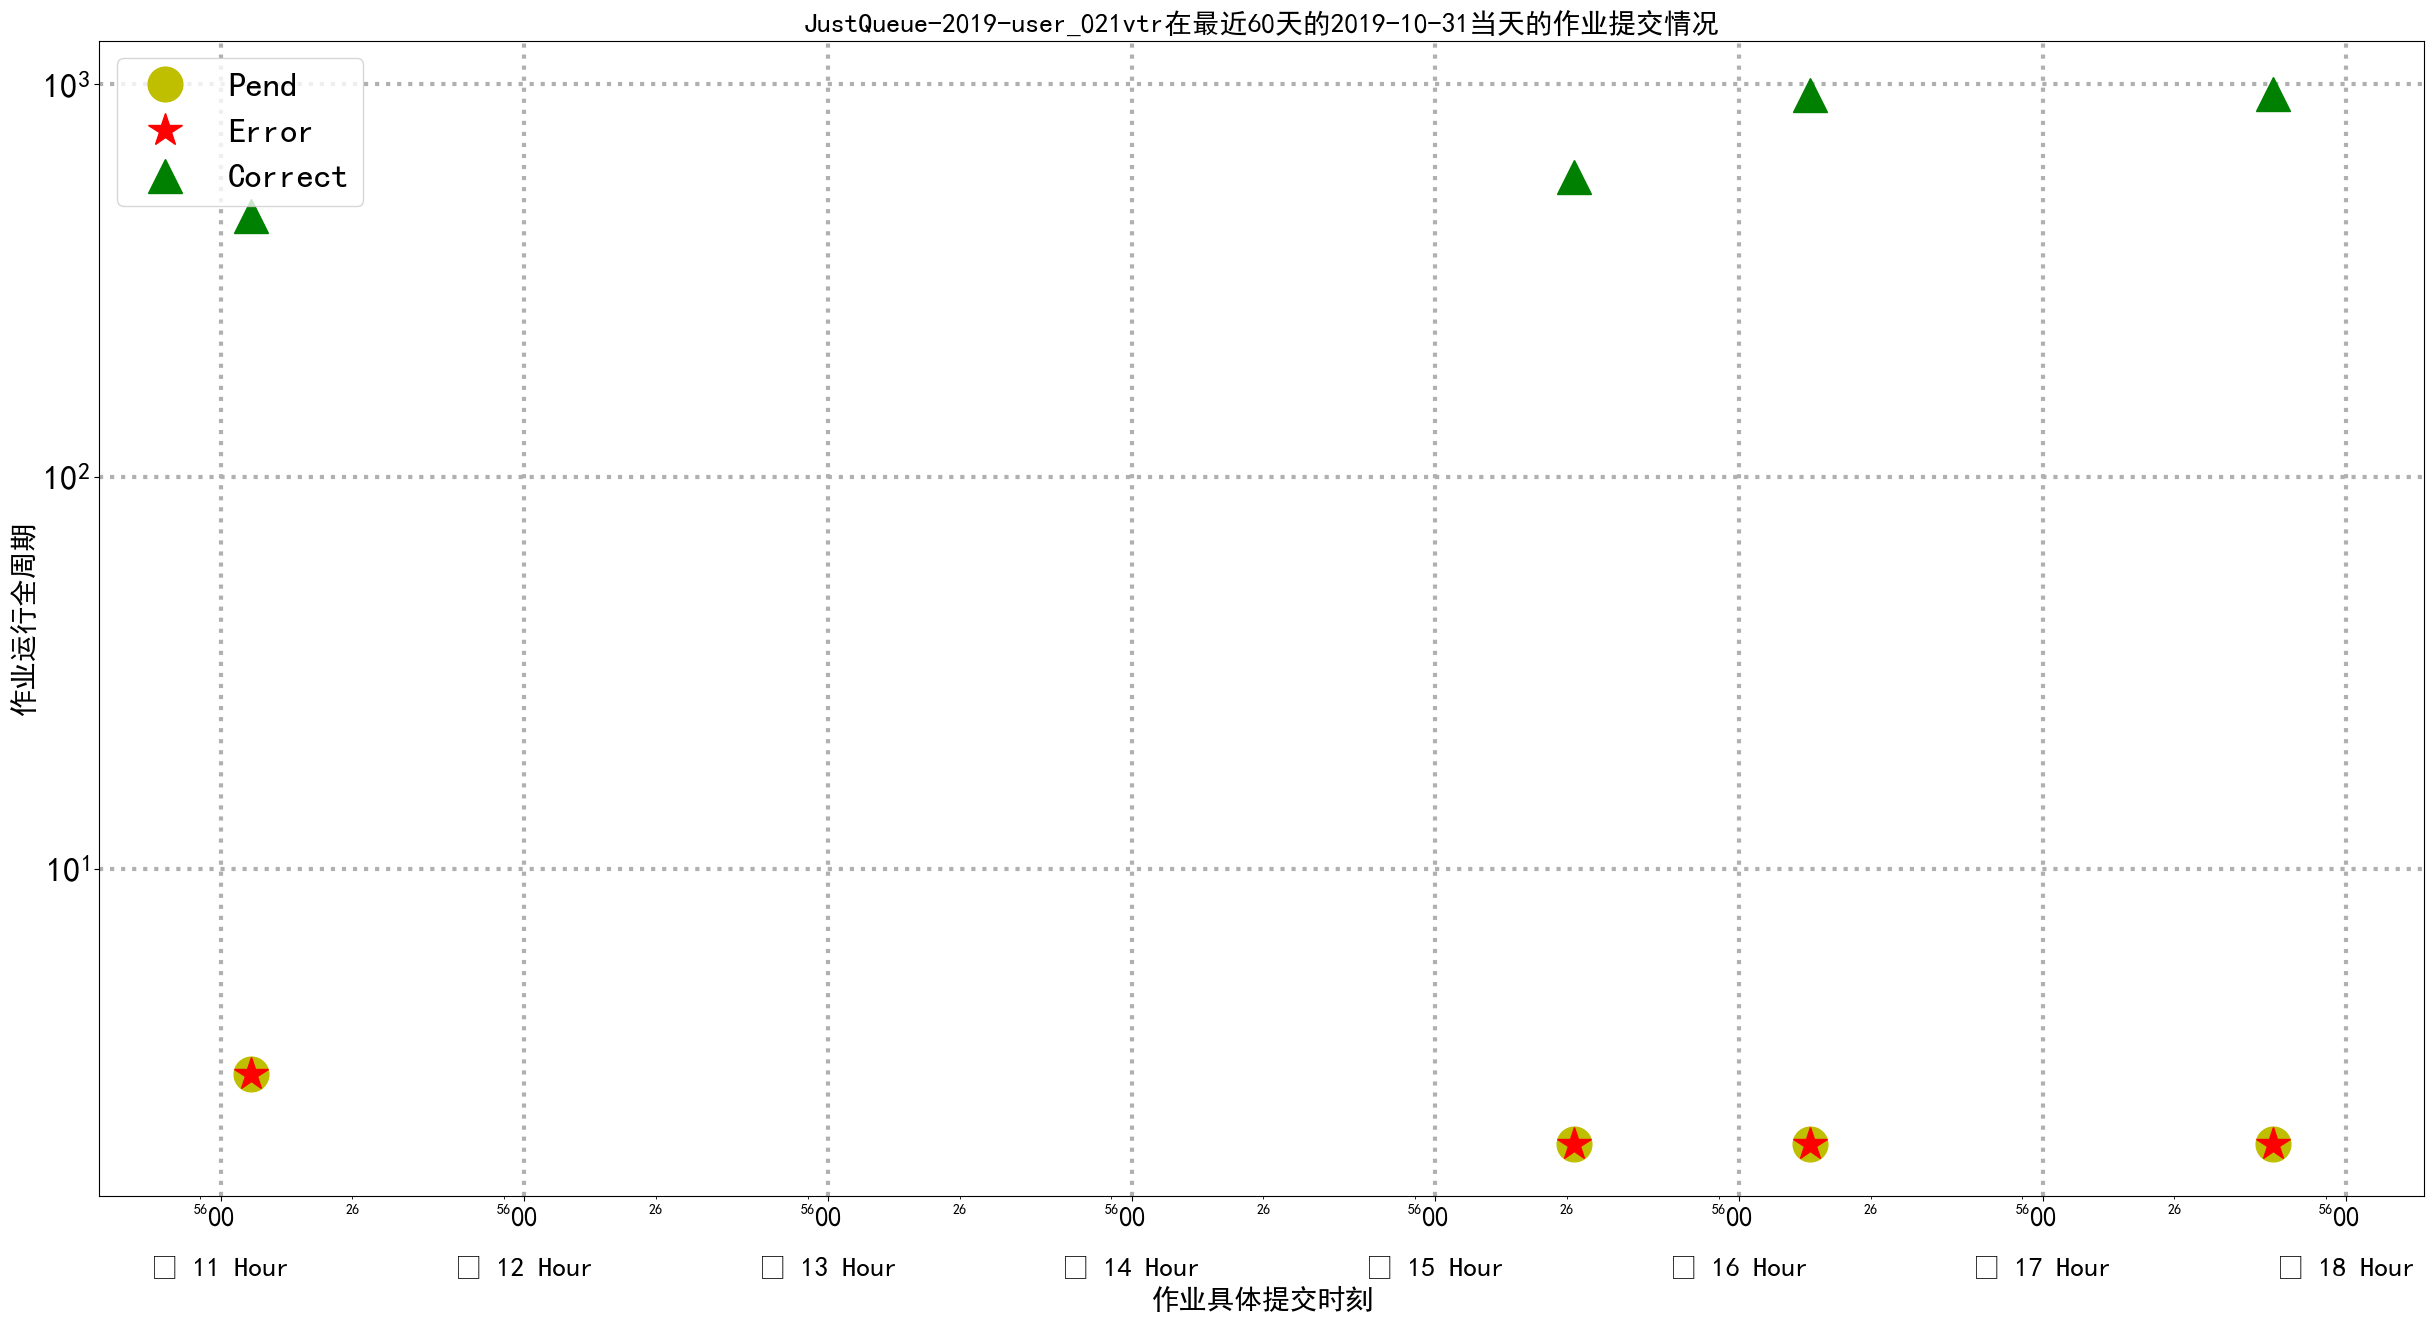 JustQueue-2019-user_021vtr在最近60天的2019-10-31当天的作业提交情况
Pend
Error
Correct
10³
10²
10¹
作业运行全周期
56 00 26 56 00 26 56 00 26 56 00 26 56 00 26 56 00 26 56 00 26 56 00
□ 11 Hour □ 12 Hour □ 13 Hour □ 14 Hour □ 15 Hour □ 16 Hour □ 17 Hour □ 18 Hour
作业具体提交时刻